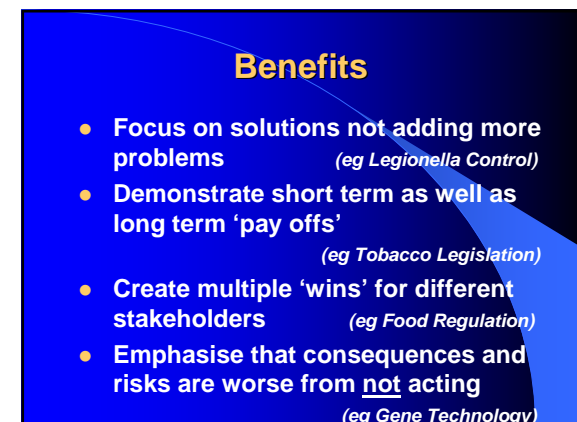 Benefits
Focus on solutions not adding more
problems (eg Legionella Control)
Demonstrate short term as well as
long term ‘pay offs’
(eg Tobacco Legislation)
Create multiple ‘wins’ for different
stakeholders (eg Food Regulation)
Emphasise that consequences and
risks are worse from not acting
(eg Gene Technology)